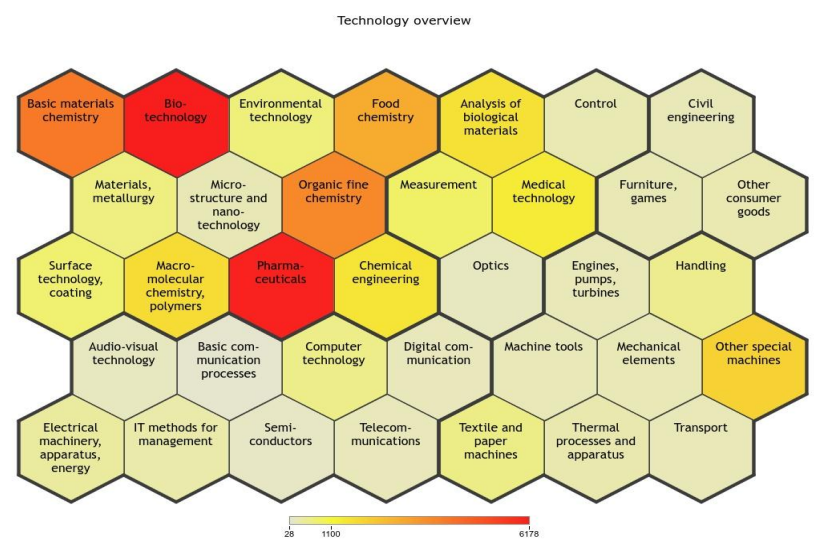 Technology overview
Basic materials
chemistry
Bio-
technology
Environmental
technology
Food
chemistry
Analysis of
biological
materials
Control
Civil
engineering
Materials,
metallurgy
Micro-
structure and
nano-
technology
Organic fine
chemistry
Measurement
Medical
technology
Furniture,
games
Other
consumer
goods
Surface
technology,
coating
Macro-
molecular
chemistry,
polymers
Pharma-
ceuticals
Chemical
engineering
Optics
Engines,
pumps,
turbines
Handling
Audio-visual
technology
Basic com-
munication
processes
Computer
technology
Digital com-
munication
Machine tools
Mechanical
elements
Other special
machines
Electrical
machinery,
apparatus,
energy
IT methods for
management
Semi-
conductors
Telecom-
munications
Textile and
paper
machines
Thermal
processes and
apparatus
Transport
28 1100 6178